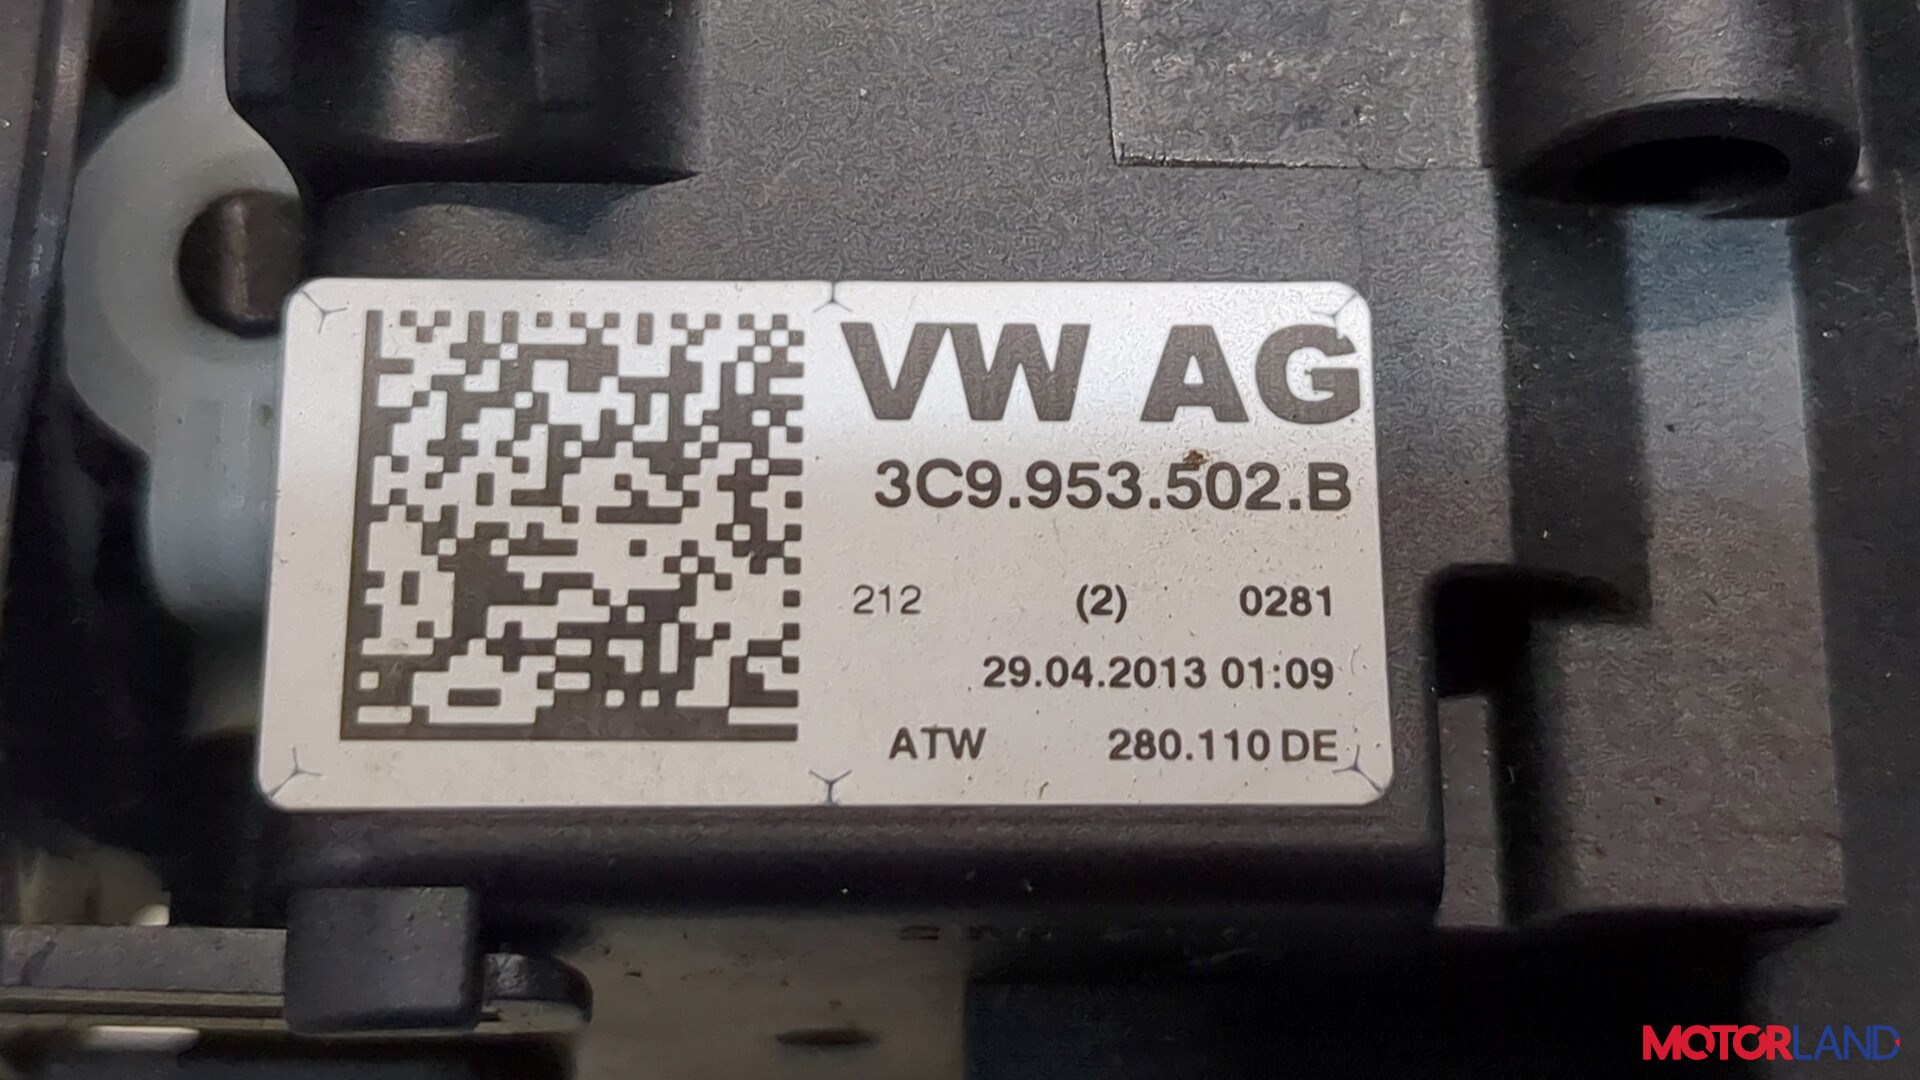 VW AG
3C9.953.502.B
212 (2) 0281
29.04.2013 01:09
ATW 280.110 DE
MOTORLAND